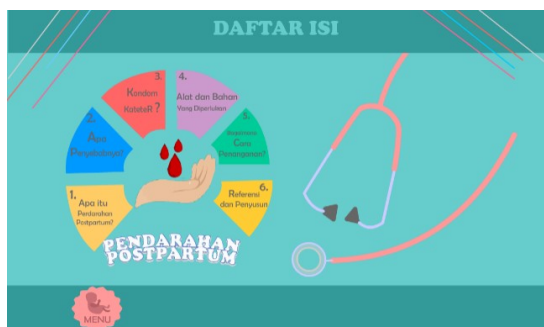 DAFTAR ISI
1.
Apa itu
Perdarahan
Postpartum?
2.
Apa
Penyebabnya?
3.
Kondom
KateteR ?
4.
Alat dan Bahan
Yang Diperlukan
5.
Bagaimana
Cara
Penanganan?
6.
Referensi
dan Penyusun
PENDARAHAN
POSTPARTUM
MENU